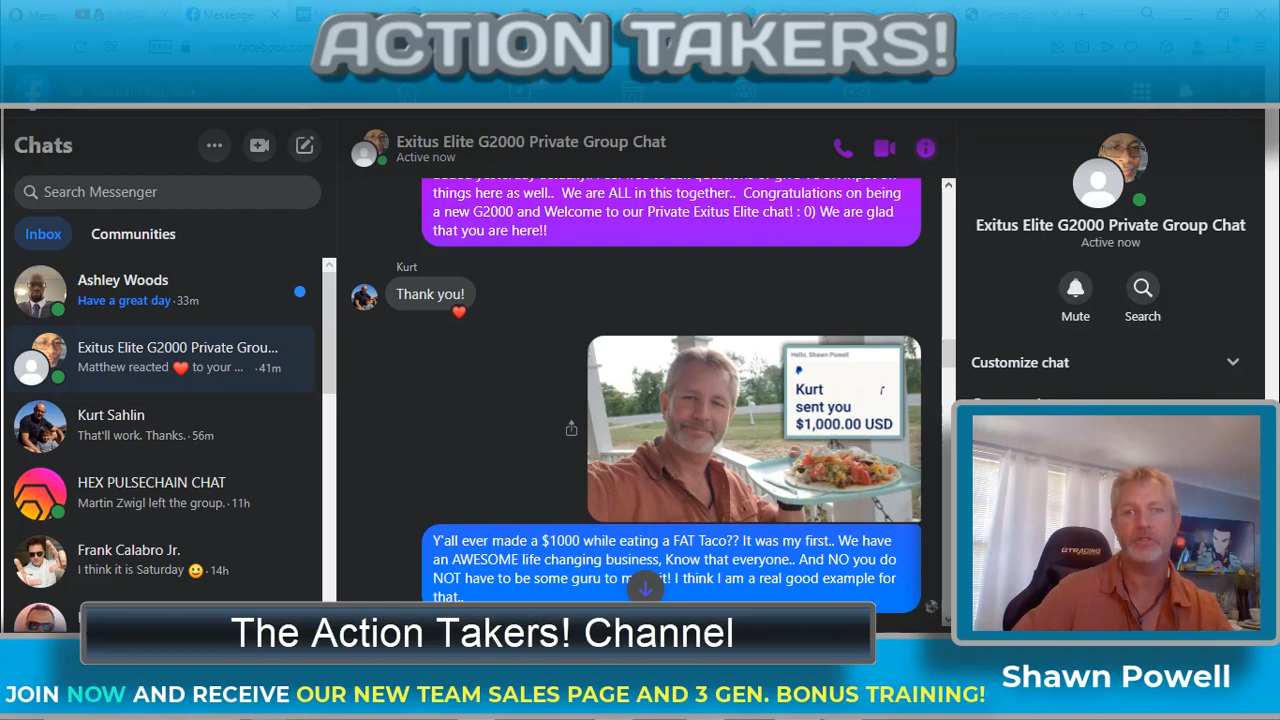 ACTION TAKERS!
Chats
Search Messenger
Inbox
Communities
Ashley Woods
Have a great day · 33m
Exitus Elite G2000 Private Grou...
Matthew reacted ❤️ to your ... · 41m
Kurt Sahlin
That'll work. Thanks. · 56m
HEX PULSECHAIN CHAT
Martin Zwigl left the group. · 11h
Frank Calabro Jr.
I think it is Saturday 😀 · 14h
Exitus Elite G2000 Private Group Chat
Active now
things here as well.. We are ALL in this together.. Congratulations on being
a new G2000 and Welcome to our Private Exitus Elite chat! : 0) We are glad
that you are here!!
Kurt
Thank you!
Hello, Shawn Powell
Kurt
sent you
$1,000.00 USD
Y'all ever made a $1000 while eating a FAT Taco?? It was my first.. We have
an AWESOME life changing business, Know that everyone.. And NO you do
NOT have to be some guru to it! I think I am a real good example for
that..
Exitus Elite G2000 Private Group Chat
Active now
Mute
Search
Customize chat
GTRACING
The Action Takers! Channel
Shawn Powell
JOIN NOW AND RECEIVE OUR NEW TEAM SALES PAGE AND 3 GEN. BONUS TRAINING!